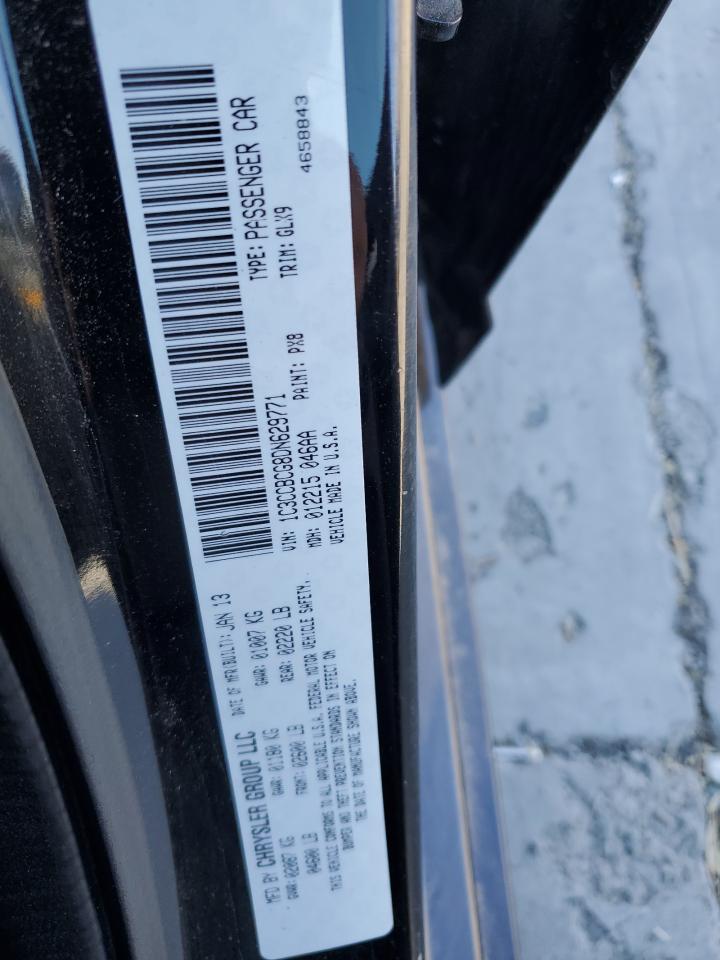 MFD BY CHRYSLER GROUP LLC DATE OF MFR(BUILT): JAN 13
GVWR: 02087 KG GAWR: 01180 KG GAWR: 01007 KG
04600 LB FRONT: 02600 LB REAR: 02220 LB
THIS VEHICLE CONFORMS TO ALL APPLICABLE U.S.A. FEDERAL MOTOR VEHICLE SAFETY,
BUMPER AND THEFT PREVENTION STANDARDS IN EFFECT ON
THE DATE OF MANUFACTURE SHOWN ABOVE.
VIN: 1C3CCBCG8DN629771 TYPE: PASSENGER CAR
MDH: 012215 046AA PAINT: PX8 TRIM: GLX9
VEHICLE MADE IN U.S.A. 4658843